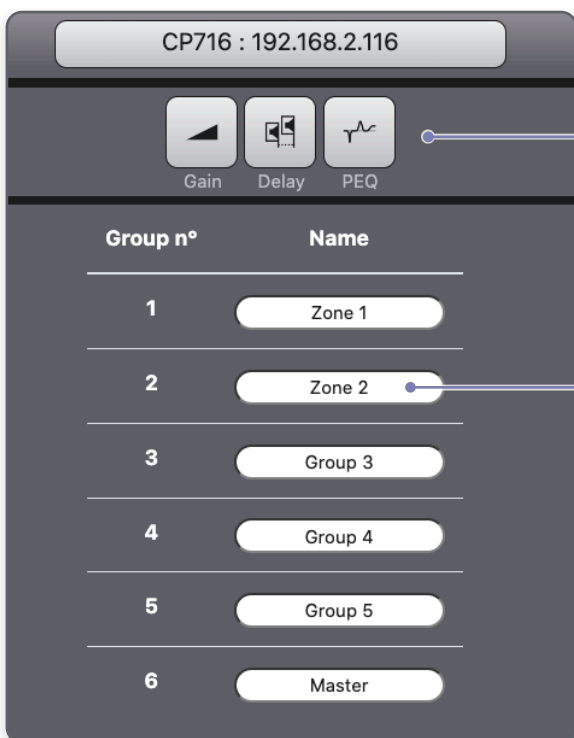 CP716 : 192.168.2.116
Gain Delay PEQ
Group nº Name
1 Zone 1
2 Zone 2
3 Group 3
4 Group 4
5 Group 5
6 Master